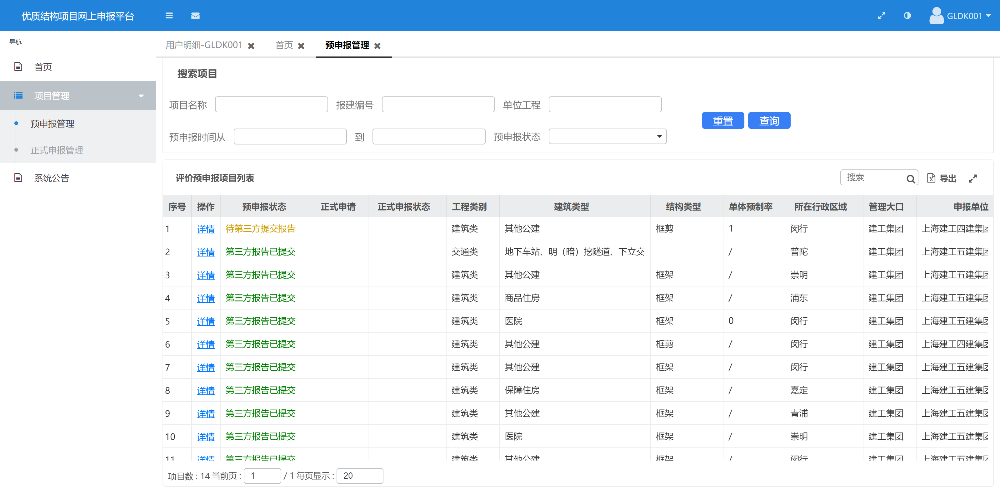 优质结构项目网上申报平台
GLDK001
导航
首页
项目管理
预申报管理
正式申报管理
系统公告
用户明细-GLDK001 首页 预申报管理
搜索项目
项目名称 报建编号 单位工程
重置 查询
预申报时间从 到 预申报状态
评价预申报项目列表
搜索 导出
序号 操作 预申报状态 正式申请 正式申报状态 工程类别 建筑类型 结构类型 单体预制率 所在行政区域 管理大口 申报单位
1 详情 待第三方提交报告 建筑类 其他公建 框剪 1 闵行 建工集团 上海建工四建集团
2 详情 第三方报告已提交 交通类 地下车站、明（暗）挖隧道、下立交 / 普陀 建工集团 上海建工五建集团
3 详情 第三方报告已提交 建筑类 其他公建 框架 / 崇明 建工集团 上海建工五建集团
4 详情 第三方报告已提交 建筑类 商品住房 框架 / 浦东 建工集团 上海建工五建集团
5 详情 第三方报告已提交 建筑类 医院 框架 0 闵行 建工集团 上海建工五建集团
6 详情 第三方报告已提交 建筑类 其他公建 框剪 / 闵行 建工集团 上海建工四建集团
7 详情 第三方报告已提交 建筑类 其他公建 框架 / 闵行 建工集团 上海建工五建集团
8 详情 第三方报告已提交 建筑类 保障住房 框架 / 嘉定 建工集团 上海建工五建集团
9 详情 第三方报告已提交 建筑类 其他公建 框架 / 青浦 建工集团 上海建工五建集团
10 详情 第三方报告已提交 建筑类 医院 框架 / 崇明 建工集团 上海建工五建集团
11 详情 第三方报告已提交 建筑类 其他公建 框架 / 闵行 建工集团 上海建工五建集团
项目数 : 14 当前页 : 1 / 1 每页显示 : 20